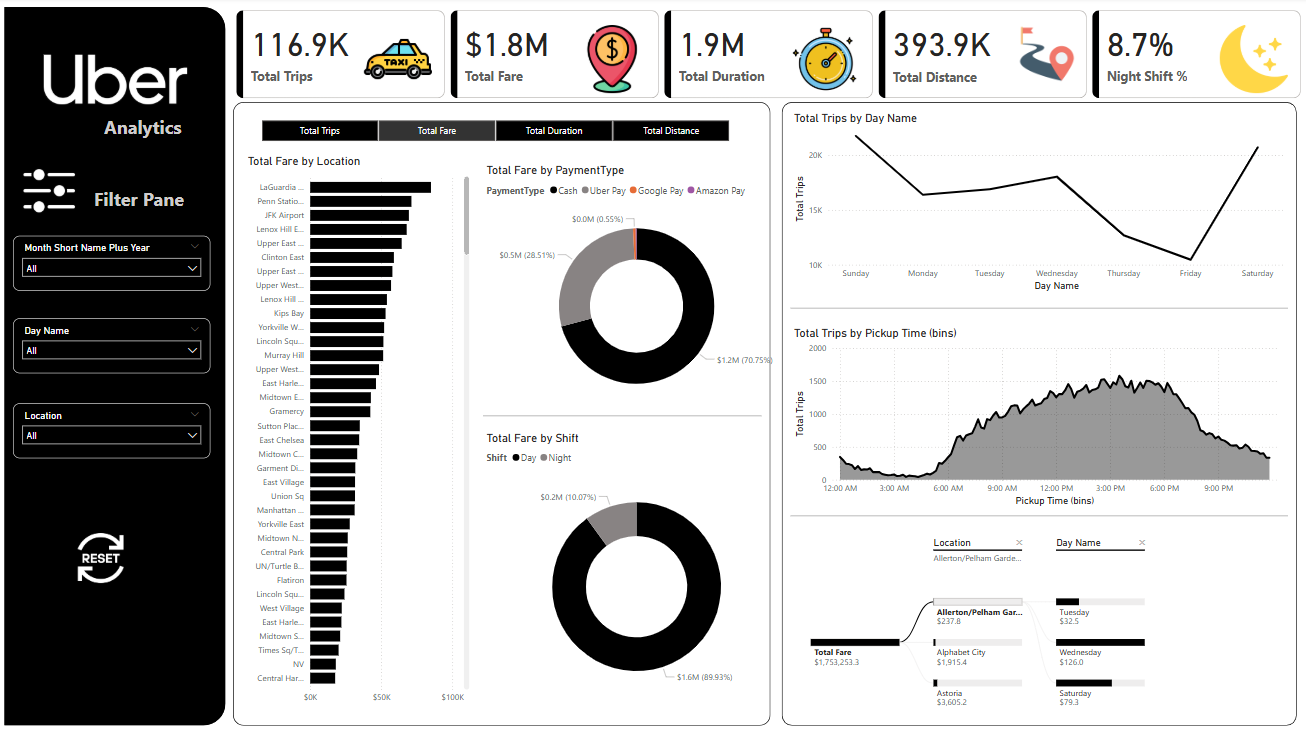 Uber
Analytics
Filter Pane
Month Short Name Plus Year
All
Day Name
All
Location
All
RESET
116.9K
Total Trips
TAXI
$1.8M
Total Fare
$
1.9M
Total Duration
393.9K
Total Distance
8.7%
Night Shift %
Total Trips Total Fare Total Duration Total Distance
Total Fare by Location
LaGuardia ...
Penn Statio...
JFK Airport
Lenox Hill E...
Upper East ...
Clinton East
Upper East ...
Upper West...
Lenox Hill ...
Kips Bay
Yorkville W...
Lincoln Squ...
Murray Hill
Upper West...
East Harle...
Midtown E...
Gramercy
Sutton Plac...
East Chelsea
Midtown C...
Garment Di...
East Village
Union Sq
Manhattan ...
Yorkville East
Midtown N...
Central Park
UN/Turtle B...
Flatiron
Lincoln Squ...
West Village
East Harle...
Midtown S...
Times Sq/T...
NV
Central Har...
$0K $50K $100K
Total Fare by PaymentType
PaymentType Cash Uber Pay Google Pay Amazon Pay
$0.0M (0.55%)
$0.5M (28.51%)
$1.2M (70.75%)
Total Fare by Shift
Shift Day Night
$0.2M (10.07%)
$1.6M (89.93%)
Total Trips by Day Name
Total Trips
20K
15K
10K
Sunday Monday Tuesday Wednesday Thursday Friday Saturday
Day Name
Total Trips by Pickup Time (bins)
Total Trips
2000
1500
1000
500
0
12:00 AM 3:00 AM 6:00 AM 9:00 AM 12:00 PM 3:00 PM 6:00 PM 9:00 PM
Pickup Time (bins)
Location Day Name
Allerton/Pelham Garde...
Total Fare
$1,753,253.3
Allerton/Pelham Gar...
$237.8
Alphabet City
$1,915.4
Astoria
$3,605.2
Tuesday
$32.5
Wednesday
$126.0
Saturday
$79.3